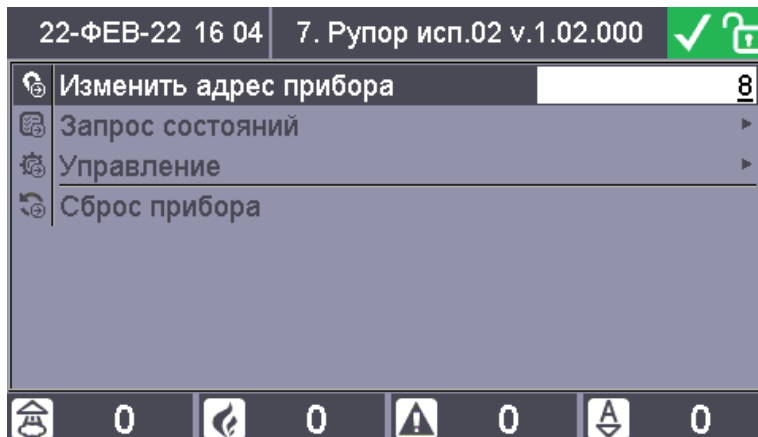 22-ФЕВ-22 16 04 7. Рупор исп.02 v.1.02.000
Изменить адрес прибора 8
Запрос состояний
Управление
Сброс прибора
0 0 0 A 0